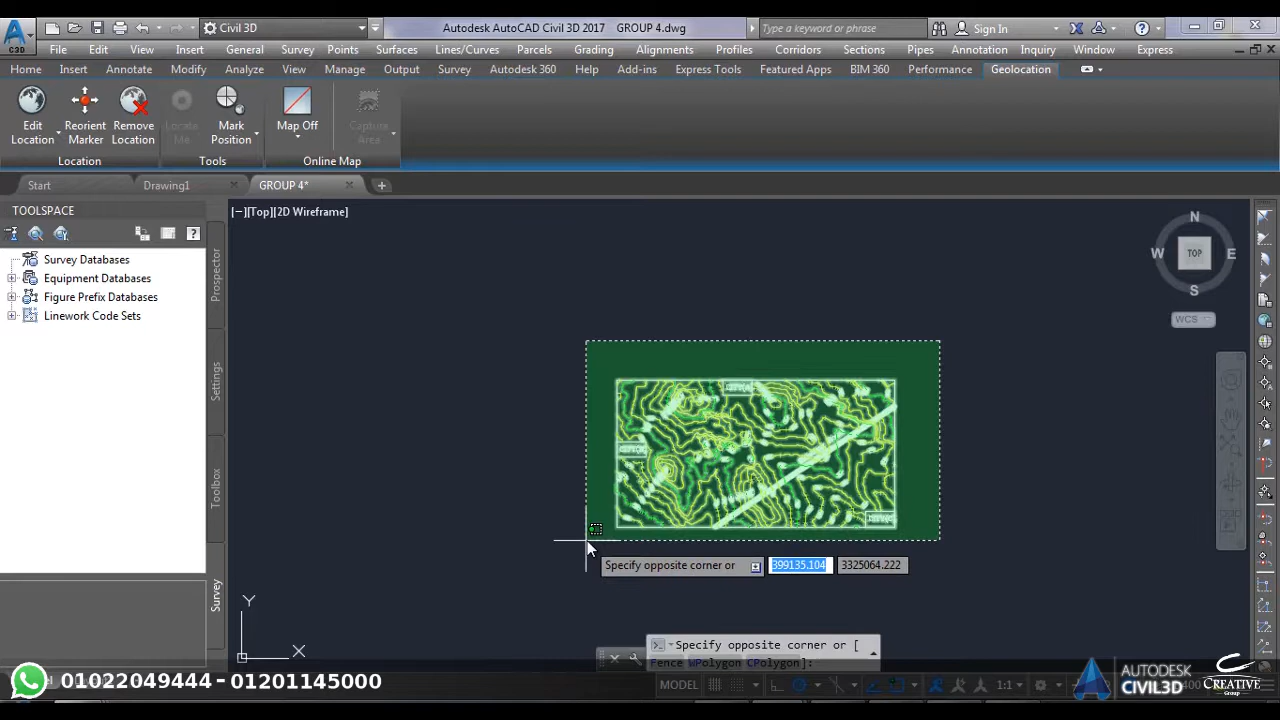 Civil 3D
Autodesk AutoCAD Civil 3D 2017 GROUP 4.dwg
Type a keyword or phrase
Sign In
C3D
File Edit View Insert General Survey Points Surfaces Lines/Curves Parcels Grading Alignments Profiles Corridors Sections Pipes Annotation Inquiry Window Express
Home Insert Annotate Modify Analyze View Manage Output Survey Autodesk 360 Help Add-ins Express Tools Featured Apps BIM 360 Performance Geolocation
Edit Location
Reorient Marker
Remove Location
Locate Me
Mark Position
Map Off
Capture Area
Location
Tools
Online Map
Start
Drawing1
GROUP 4*
TOOLSPACE
[−][Top][2D Wireframe]
Survey Databases
Equipment Databases
Figure Prefix Databases
Linework Code Sets
Prospector
Settings
Toolbox
Survey
N
W
TOP
E
S
WCS
Specify opposite corner or
399135.104
3325064.222
Y
X
Specify opposite corner or [
Fence WPolygon CPolygon]:
01022049444 – 01201145000
MODEL
1:1
AUTODESK
CIVIL3D
CREATIVE
Group